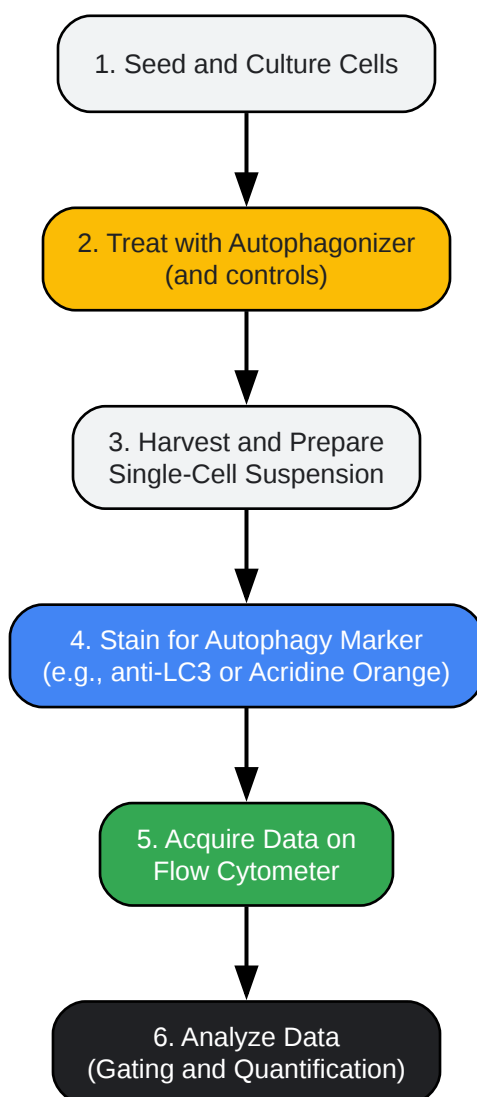 1. Seed and Culture Cells
2. Treat with Autophagonizer
(and controls)
3. Harvest and Prepare
Single-Cell Suspension
4. Stain for Autophagy Marker
(e.g., anti-LC3 or Acridine Orange)
5. Acquire Data on
Flow Cytometer
6. Analyze Data
(Gating and Quantification)